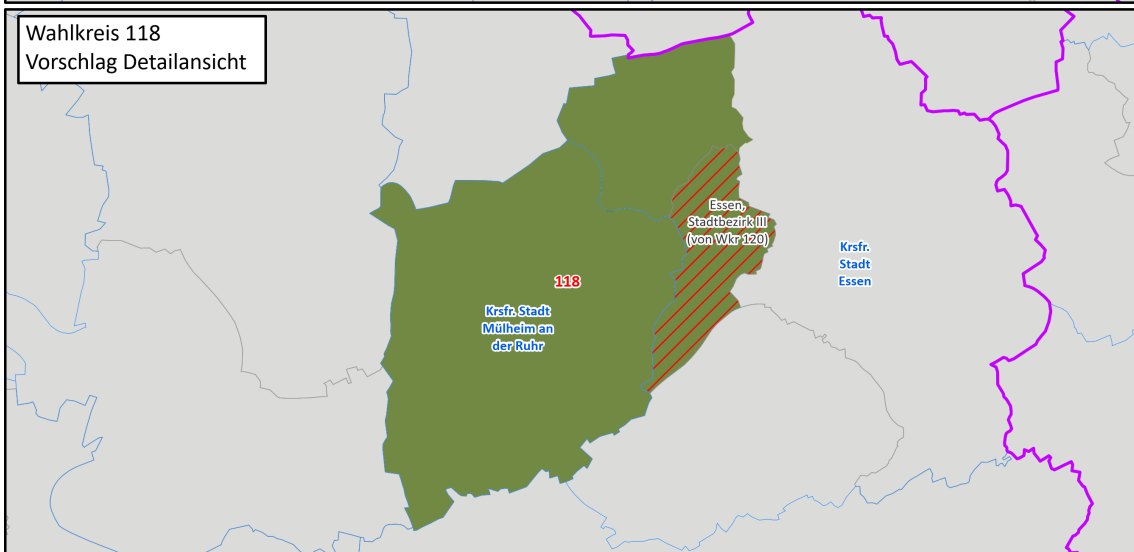 Wahlkreis 118
Vorschlag Detailansicht
Essen,
Stadtbezirk III
(von Wkr 120)
Krsfr.
Stadt
Essen
118
Krsfr. Stadt
Mülheim an
der Ruhr